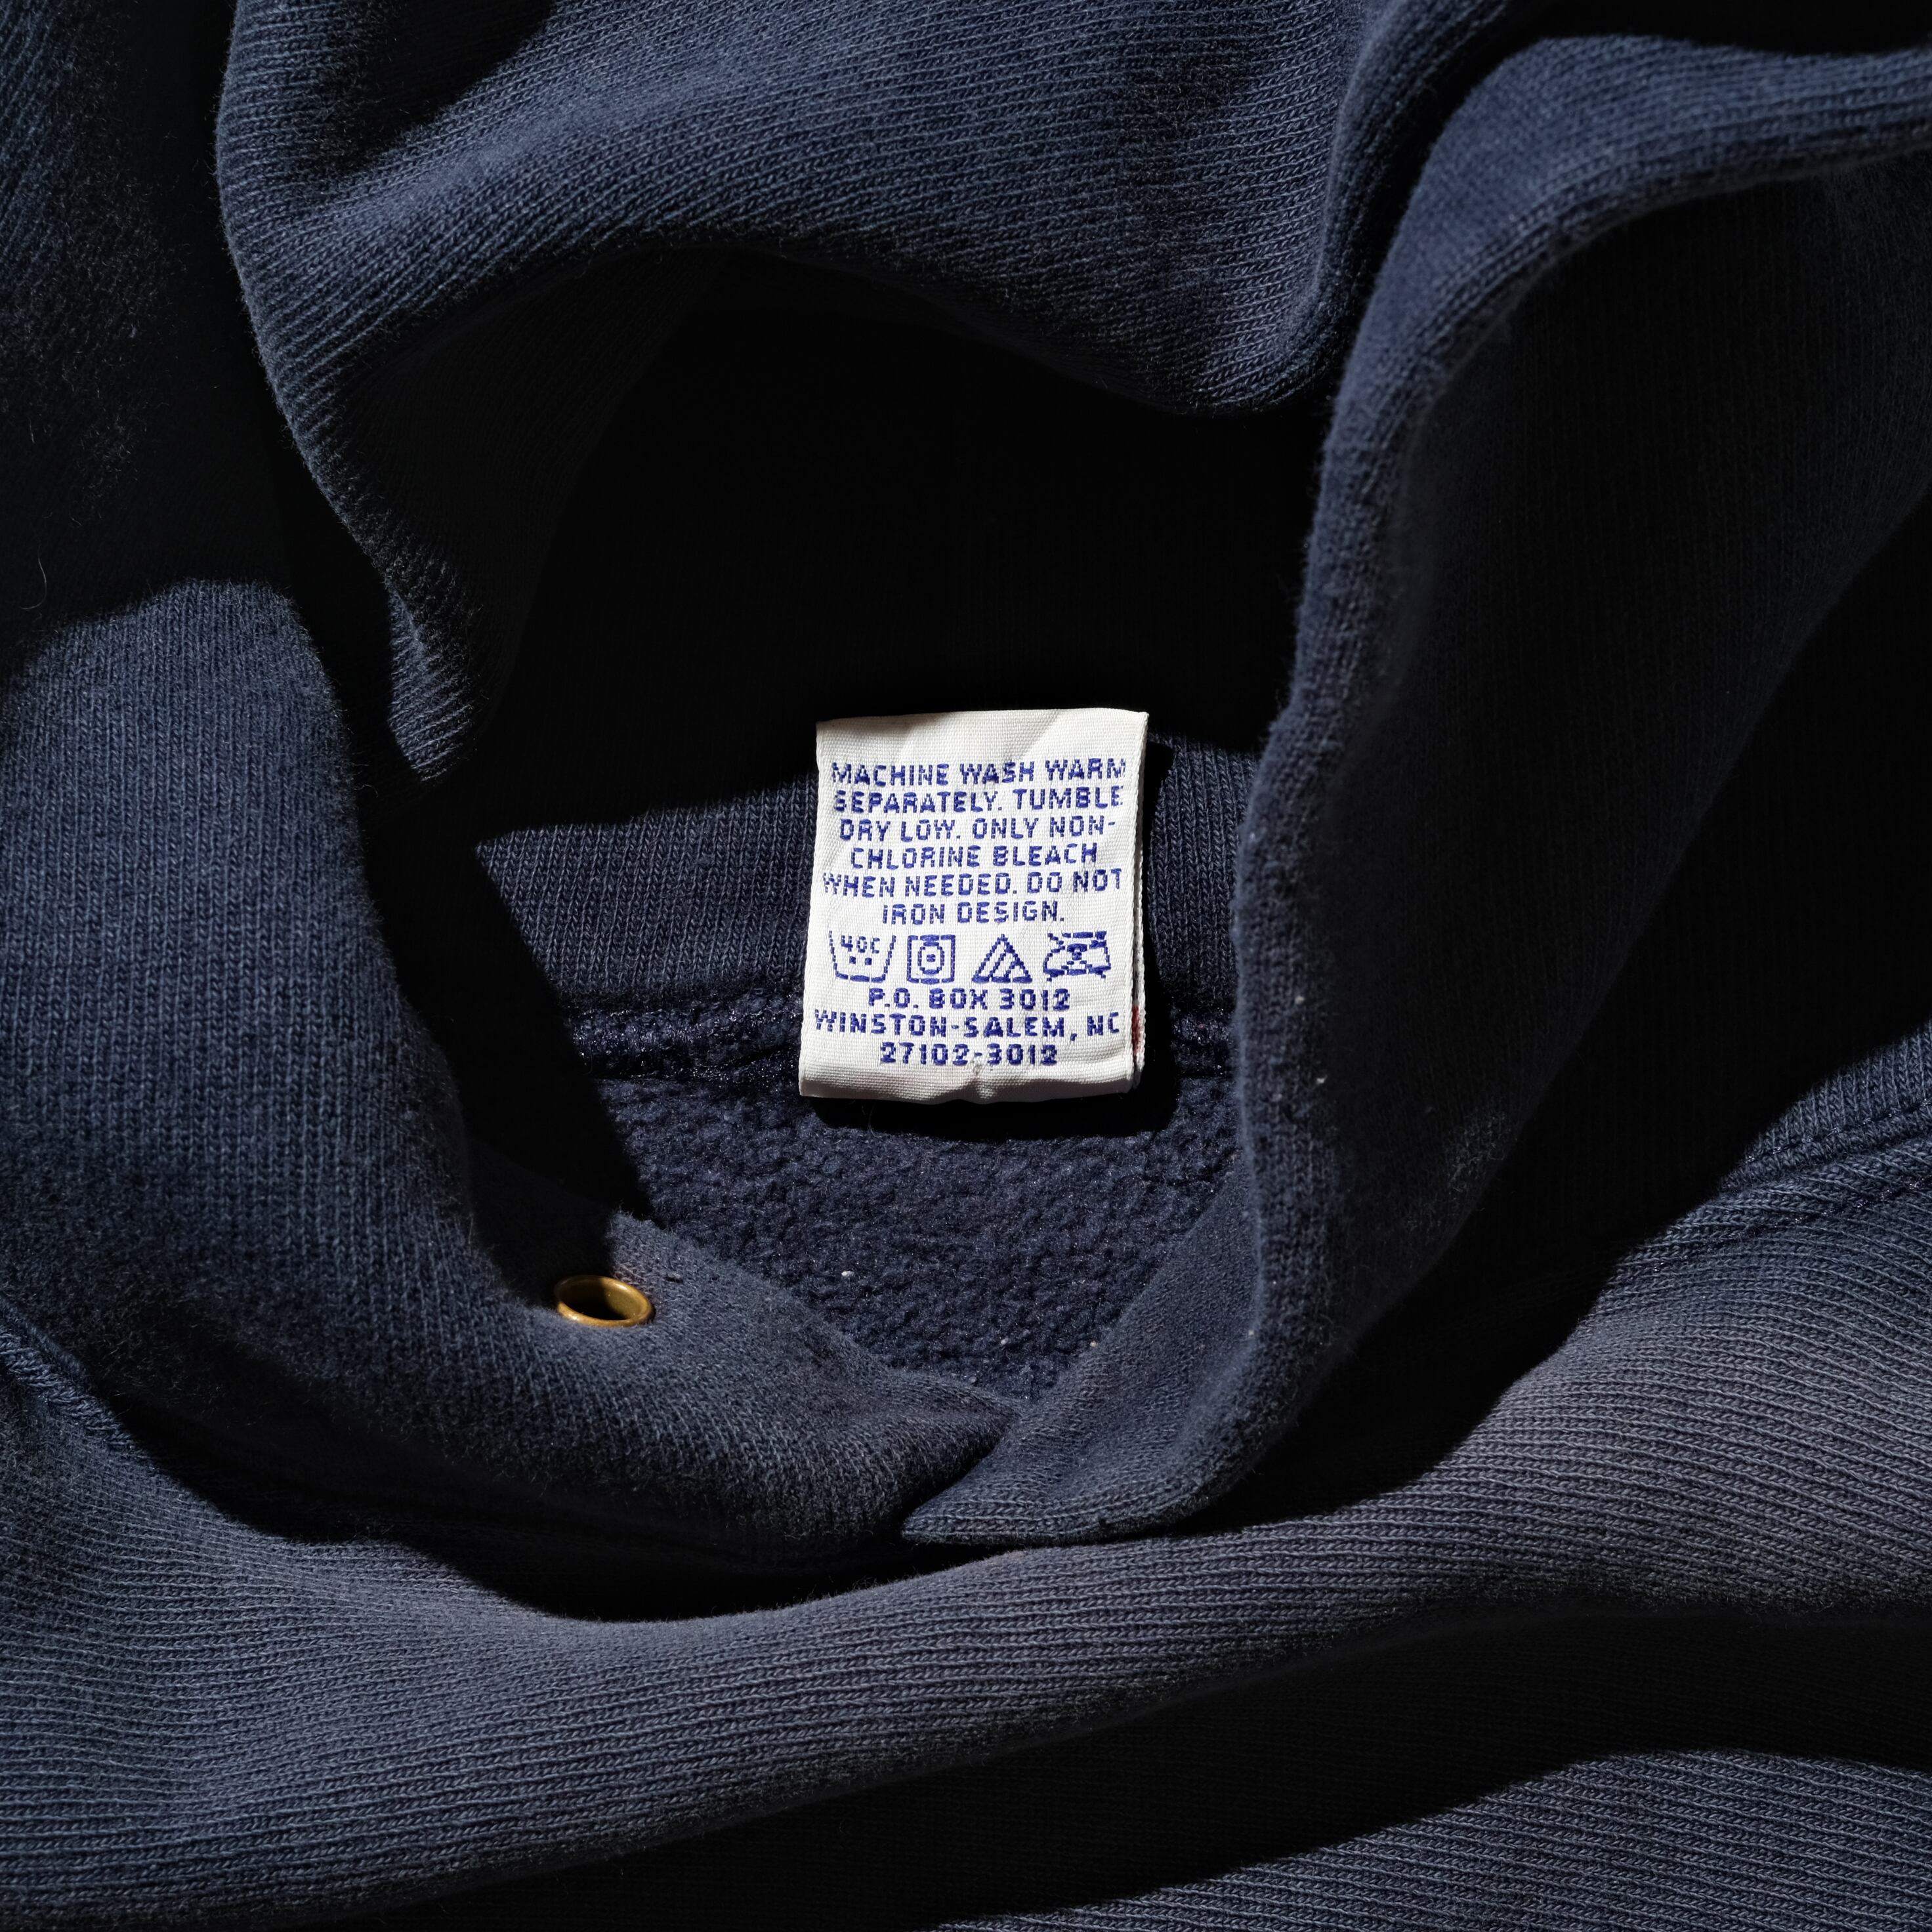 MACHINE WASH WARM
SEPARATELY. TUMBLE
DRY LOW. ONLY NON-
CHLORINE BLEACH
WHEN NEEDED. DO NOT
IRON DESIGN.
40C
P.O. BOX 3012
WINSTON-SALEM, NC
27102-3012